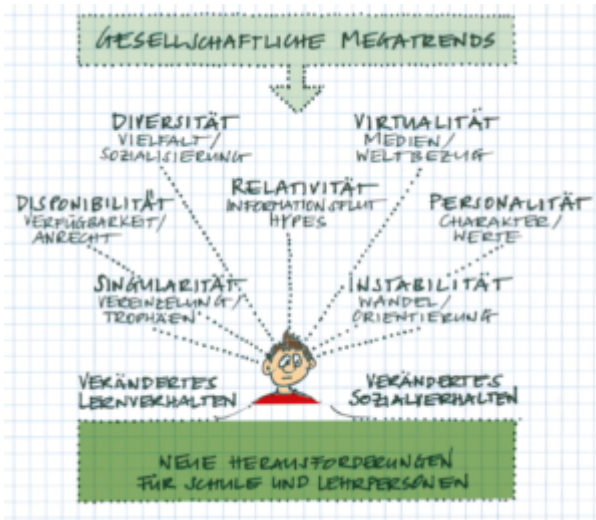 GESELLSCHAFTLICHE MEGATRENDS
DIVERSITÄT
VIELFALT/
SOZIALISIERUNG
VIRTUALITÄT
MEDIEN/
WELTBEZUG
DISPONIBILITÄT
VERFÜGBARKEIT/
ANRECHT
RELATIVITÄT
INFORMATIONSFLUT
HYPES
PERSONALITÄT
CHARAKTER/
WERTE
SINGULARITÄT
VEREINZELUNG/
TROPHÄEN
INSTABILITÄT
WANDEL/
ORIENTIERUNG
VERÄNDERTES
LERNVERHALTEN
VERÄNDERTES
SOZIALVERHALTEN
NEUE HERAUSFORDERUNGEN
FÜR SCHULE UND LEHRPERSONEN